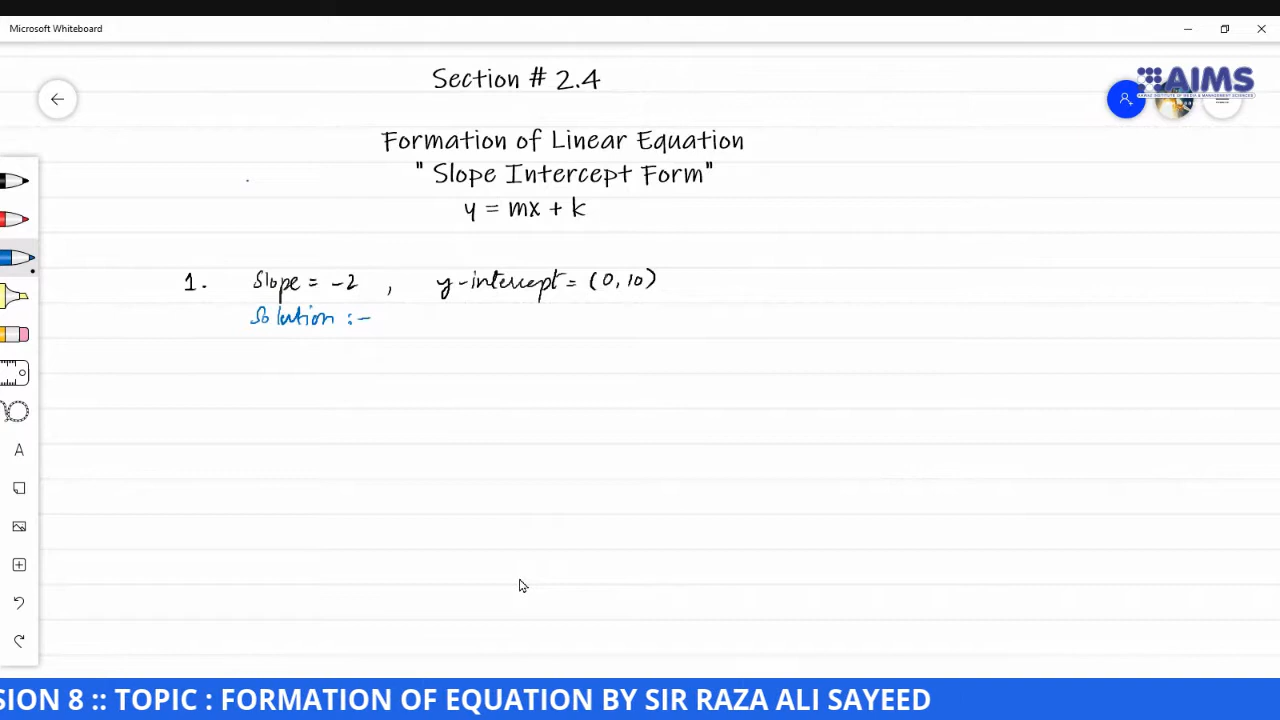 Microsoft Whiteboard
Section # 2.4
AIMS
Formation of Linear Equation
" Slope Intercept Form"
y = mx + k
1. Slope = -2 , y-intercept = (0, 10)
Solution :-
A
SION 8 :: TOPIC : FORMATION OF EQUATION BY SIR RAZA ALI SAYEED